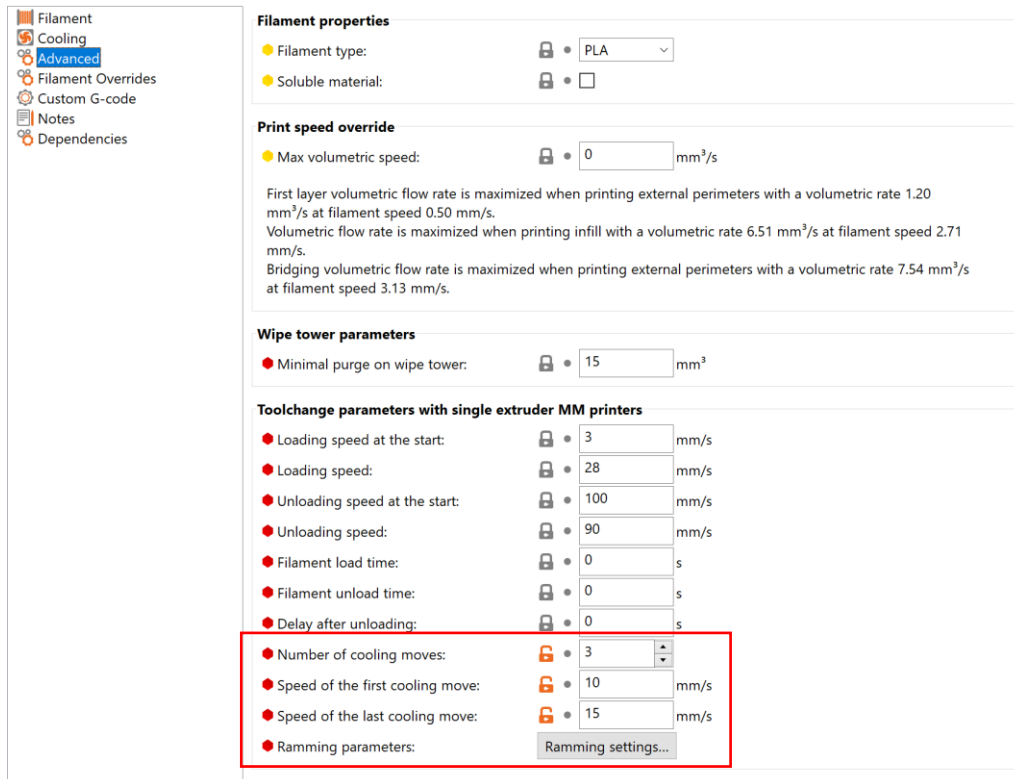 Filament
Cooling
Advanced
Filament Overrides
Custom G-code
Notes
Dependencies
Filament properties
Filament type: PLA
Soluble material:
Print speed override
Max volumetric speed: 0 mm³/s
First layer volumetric flow rate is maximized when printing external perimeters with a volumetric rate 1.20
mm³/s at filament speed 0.50 mm/s.
Volumetric flow rate is maximized when printing infill with a volumetric rate 6.51 mm³/s at filament speed 2.71
mm/s.
Bridging volumetric flow rate is maximized when printing external perimeters with a volumetric rate 7.54 mm³/s
at filament speed 3.13 mm/s.
Wipe tower parameters
Minimal purge on wipe tower: 15 mm³
Toolchange parameters with single extruder MM printers
Loading speed at the start: 3 mm/s
Loading speed: 28 mm/s
Unloading speed at the start: 100 mm/s
Unloading speed: 90 mm/s
Filament load time: 0 s
Filament unload time: 0 s
Delay after unloading: 0 s
Number of cooling moves: 3
Speed of the first cooling move: 10 mm/s
Speed of the last cooling move: 15 mm/s
Ramming parameters: Ramming settings...